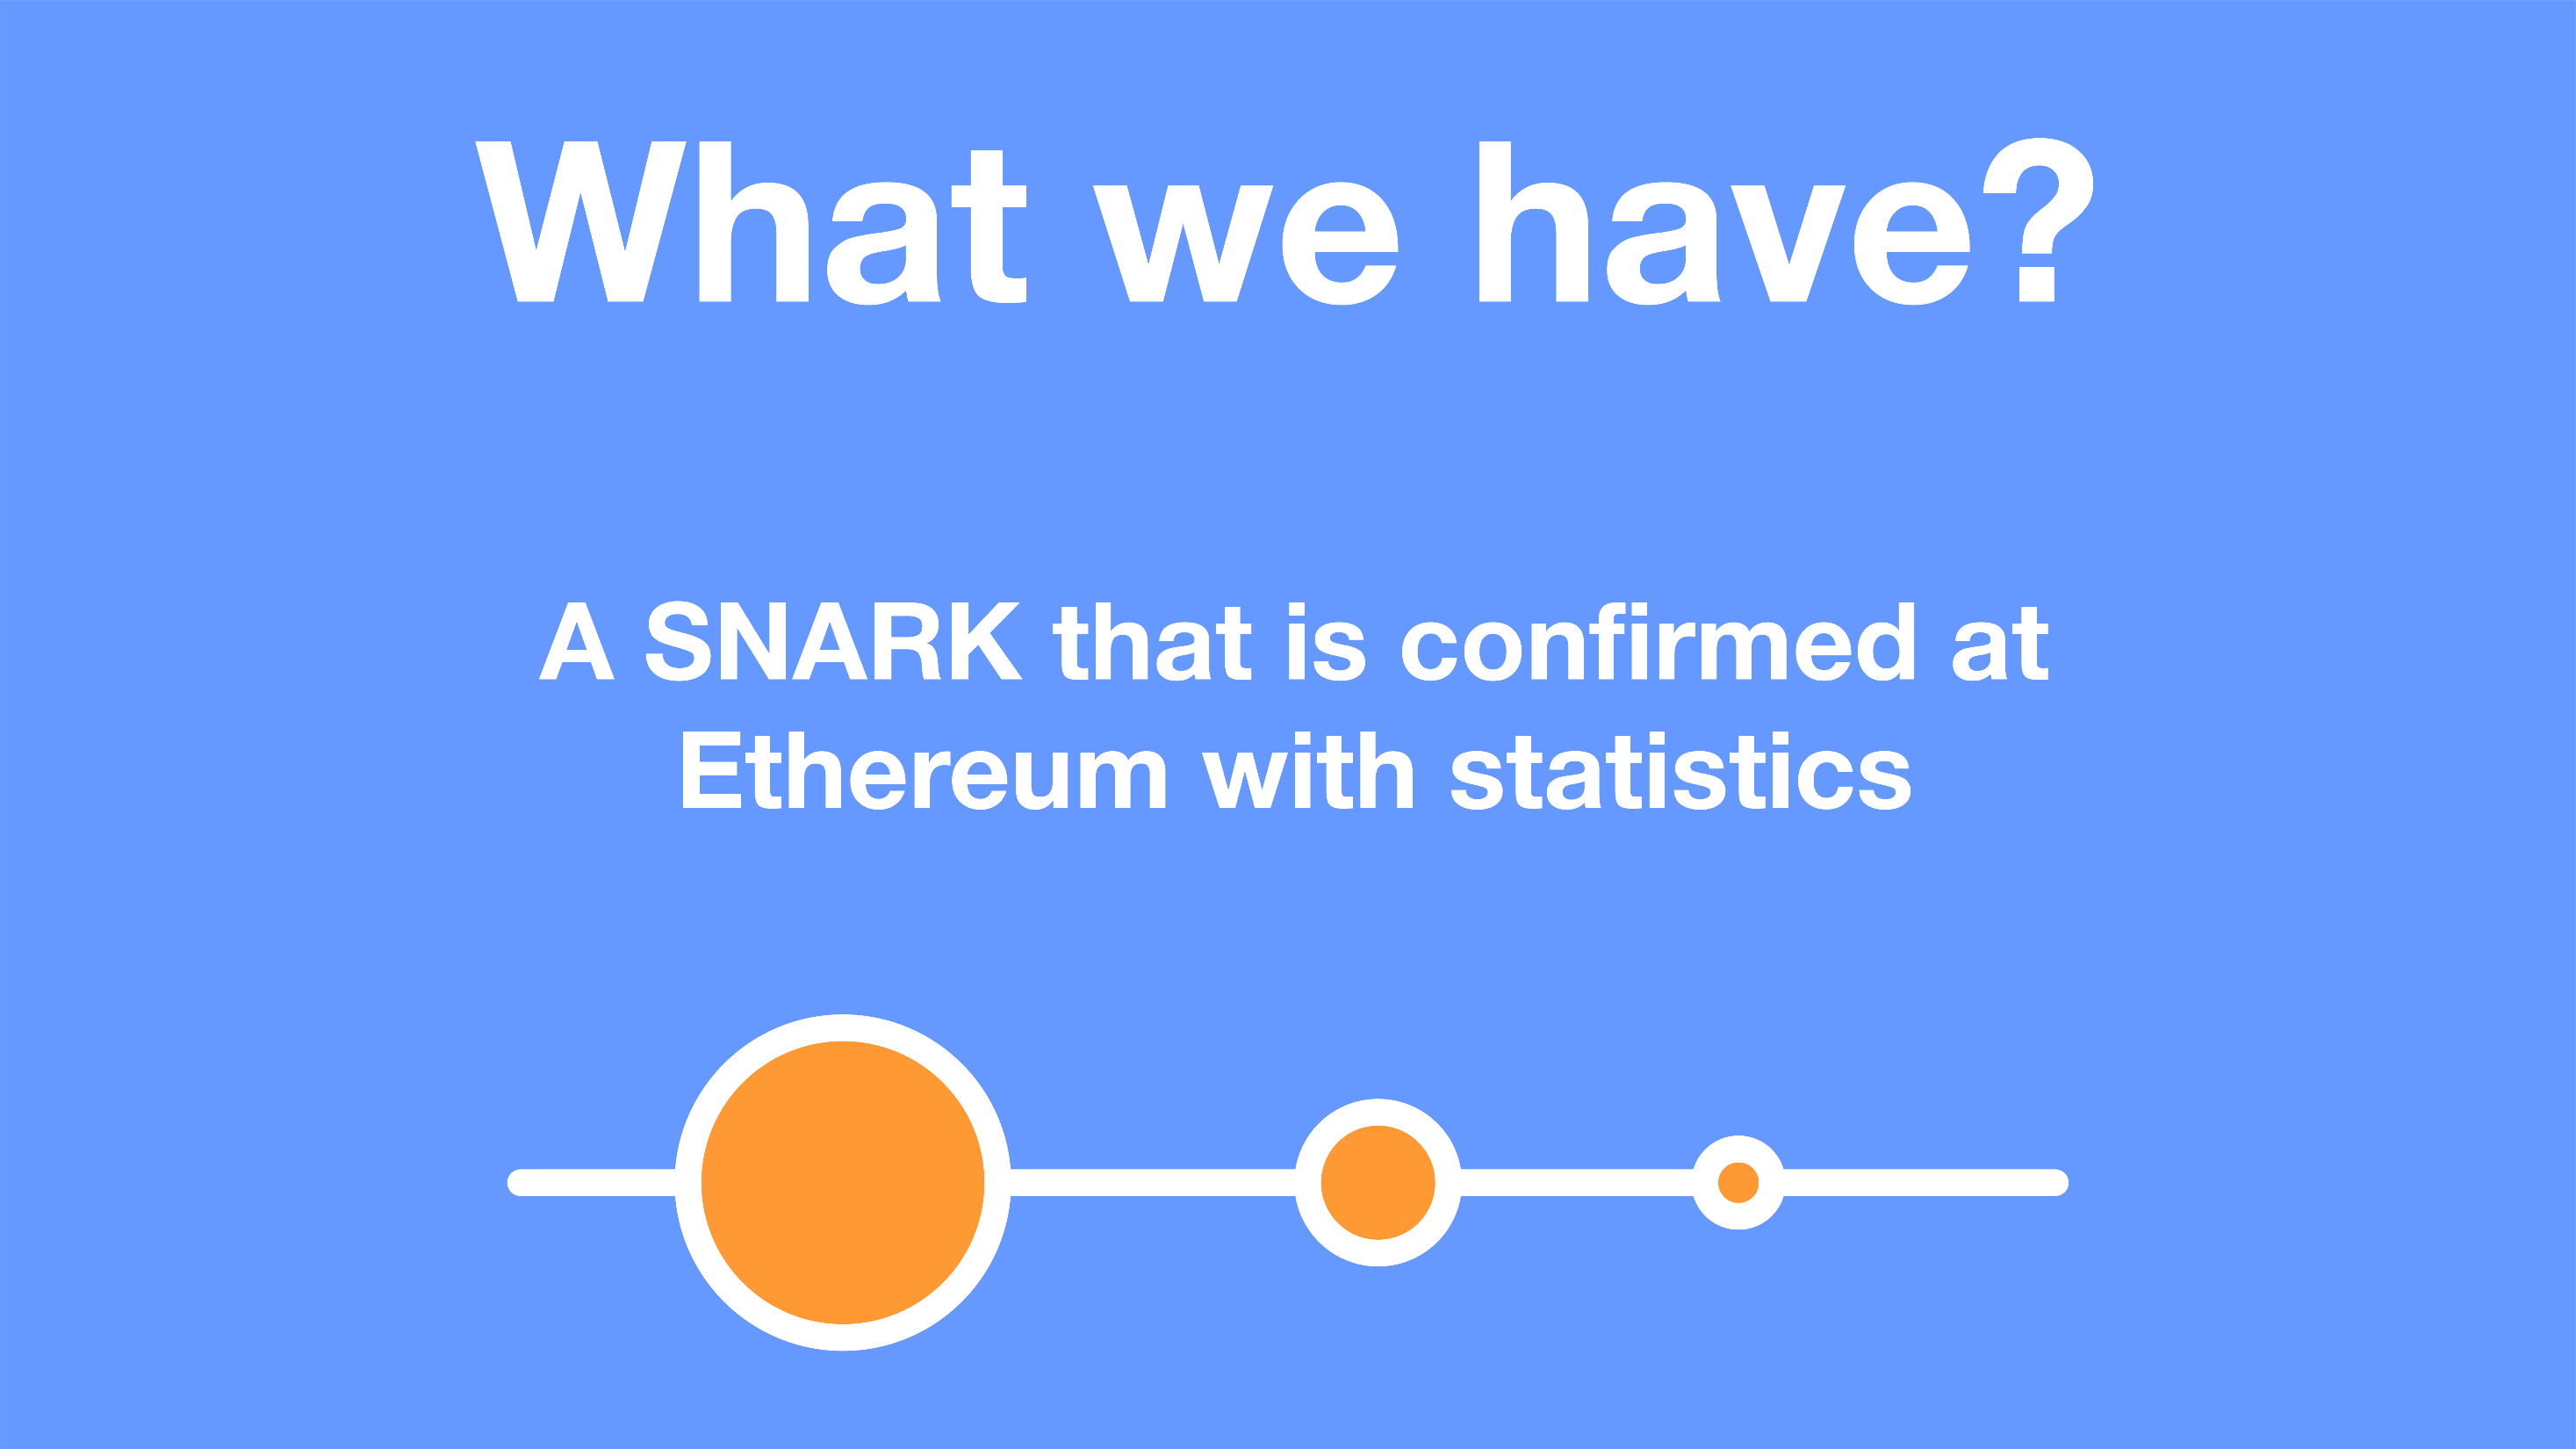 What we have?
A SNARK that is confirmed at
Ethereum with statistics